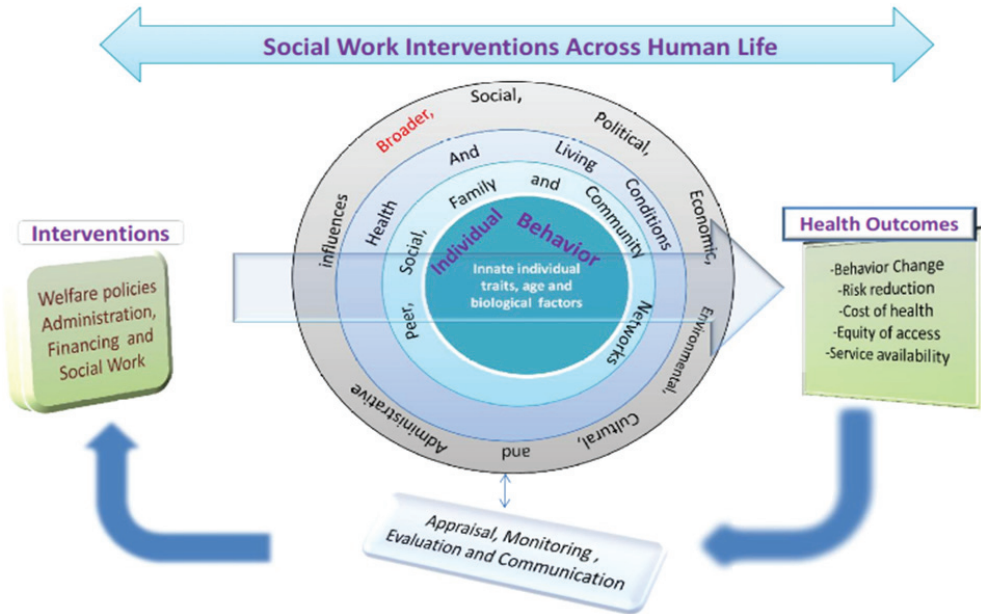 Social Work Interventions Across Human Life
Broader, Social, Political, Economic, Environmental, Cultural, and Administrative influences
Health And Living Conditions
Peer, Social, Family and Community Networks
Individual Behavior
Innate individual
traits, age and
biological factors
Interventions
Welfare policies
Administration,
Financing and
Social Work
Health Outcomes
-Behavior Change
-Risk reduction
-Cost of health
-Equity of access
-Service availability
Appraisal, Monitoring ,
Evaluation and Communication